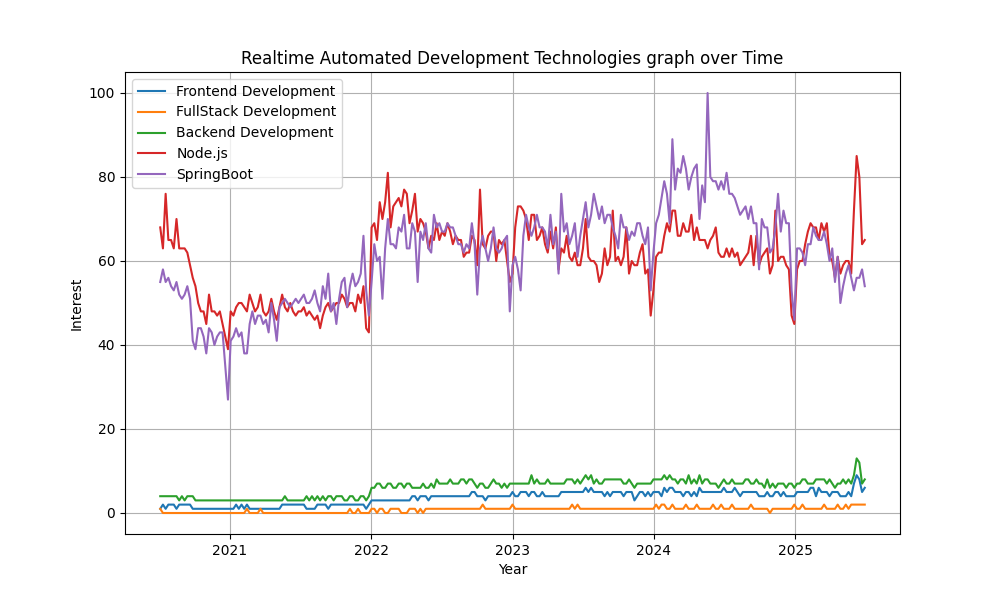 Realtime Automated Development Technologies graph over Time
Frontend Development
FullStack Development
Backend Development
Node.js
SpringBoot
100
80
60
40
20
0
Interest
2021 2022 2023 2024 2025
Year